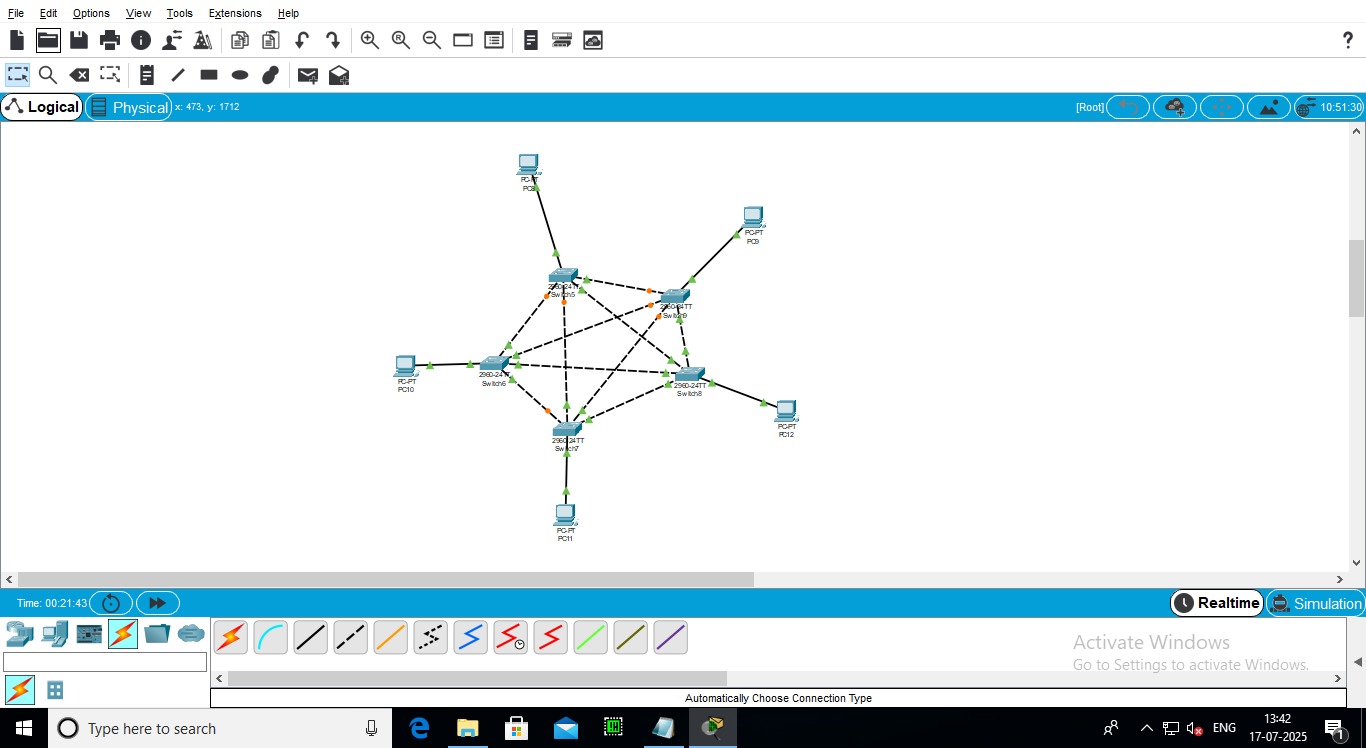 File Edit Options View Tools Extensions Help
?
Logical Physical x: 473, y: 1712 [Root] 10:51:30
PC-PT
PC-PT
PC9
2960-24TT
Switch5
2960-24TT
Switch9
2960-24TT
Switch6
PC-PT
PC10
2960-24TT
Switch8
PC-PT
PC12
2960-24TT
Switch7
PC-PT
PC11
Time: 00:21:43 Realtime Simulation
Activate Windows
Go to Settings to activate Windows.
Automatically Choose Connection Type
Type here to search ENG 13:42
17-07-2025
1